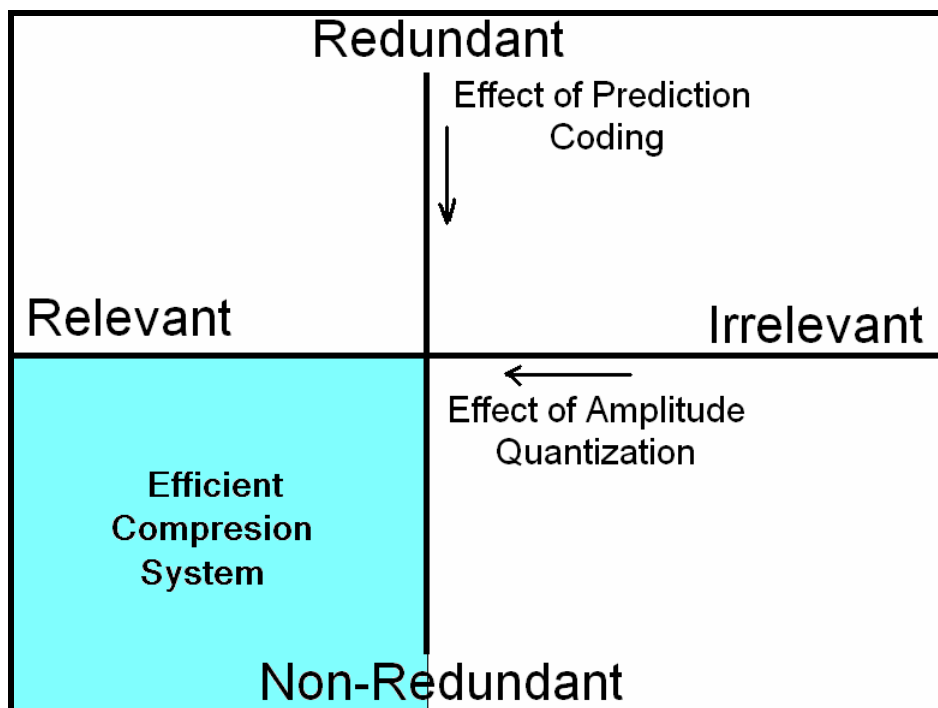 Redundant
Effect of Prediction
Coding
Relevant
Irrelevant
Effect of Amplitude
Quantization
Efficient
Compresion
System
Non-Redundant